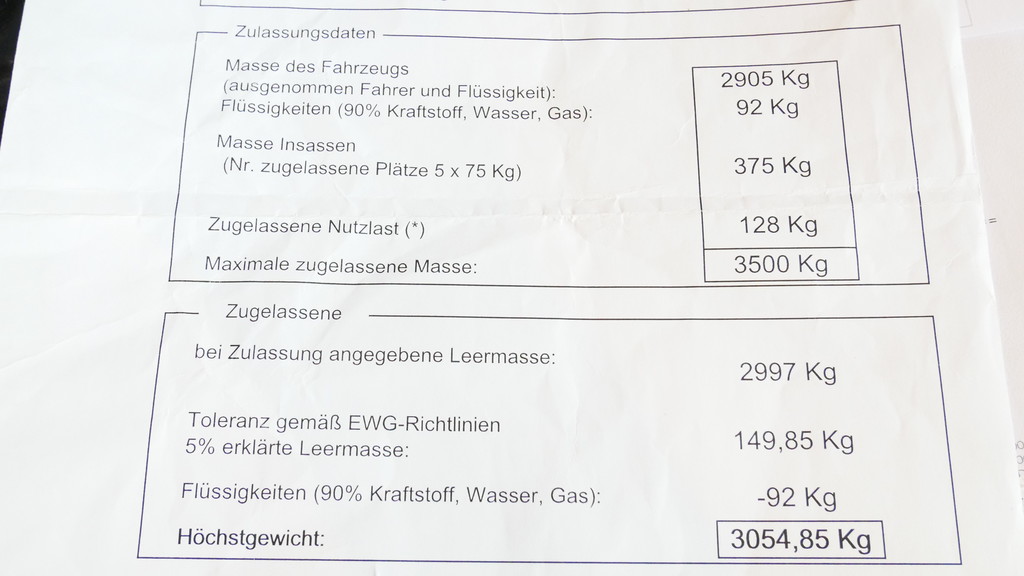 Zulassungsdaten
Masse des Fahrzeugs
(ausgenommen Fahrer und Flüssigkeit): 2905 Kg
Flüssigkeiten (90% Kraftstoff, Wasser, Gas): 92 Kg
Masse Insassen
(Nr. zugelassene Plätze 5 x 75 Kg) 375 Kg
Zugelassene Nutzlast (*) 128 Kg
Maximale zugelassene Masse: 3500 Kg
=
Zugelassene
bei Zulassung angegebene Leermasse: 2997 Kg
Toleranz gemäß EWG-Richtlinien
5% erklärte Leermasse: 149,85 Kg
Flüssigkeiten (90% Kraftstoff, Wasser, Gas): -92 Kg
Höchstgewicht: 3054,85 Kg